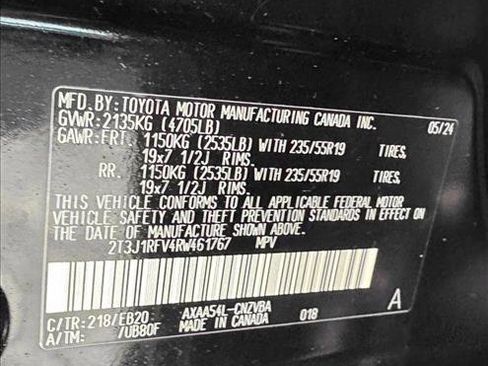 MFD. BY: TOYOTA MOTOR MANUFACTURING CANADA INC.
GVWR: 2135KG (4705LB) 05/24
GAWR: FRT. 1150KG (2535LB) WITH 235/55R19 TIRES,
19x7 1/2J RIMS.
RR. 1150KG (2535LB) WITH 235/55R19 TIRES,
19x7 1/2J RIMS.
THIS VEHICLE CONFORMS TO ALL APPLICABLE FEDERAL MOTOR
VEHICLE SAFETY AND THEFT PREVENTION STANDARDS IN EFFECT ON
THE DATE OF MANUFACTURE SHOWN ABOVE.
2T3J1RFV4RW461767 MPV
C/TR: 218/EB20 AXAA54L-CNZVBA 018 A
A/TM: /UB80F MADE IN CANADA